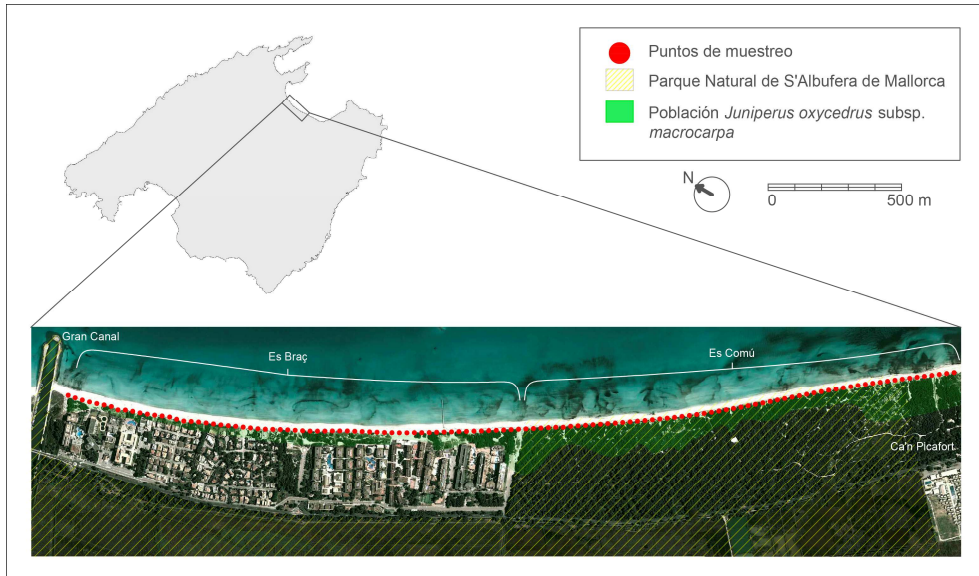 Puntos de muestreo
Parque Natural de S'Albufera de Mallorca
Población Juniperus oxycedrus subsp.
macrocarpa
N
0 500 m
Gran Canal
Es Braç
Es Comú
Ca'n Picafort